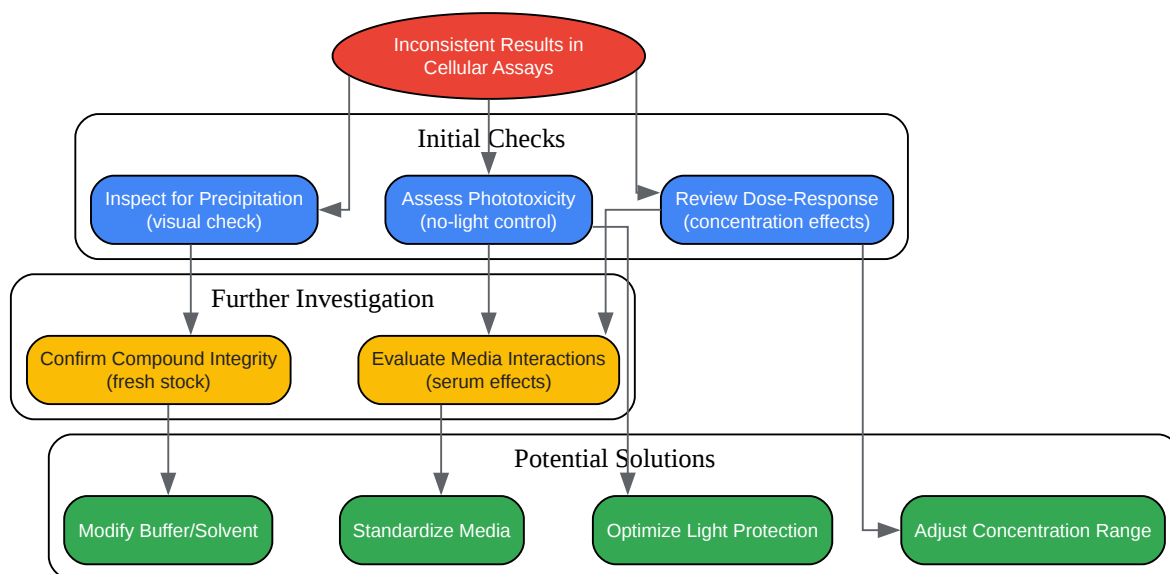 Inconsistent Results in
Cellular Assays
Initial Checks
Inspect for Precipitation
(visual check)
Assess Phototoxicity
(no-light control)
Review Dose-Response
(concentration effects)
Further Investigation
Confirm Compound Integrity
(fresh stock)
Evaluate Media Interactions
(serum effects)
Potential Solutions
Modify Buffer/Solvent
Standardize Media
Optimize Light Protection
Adjust Concentration Range